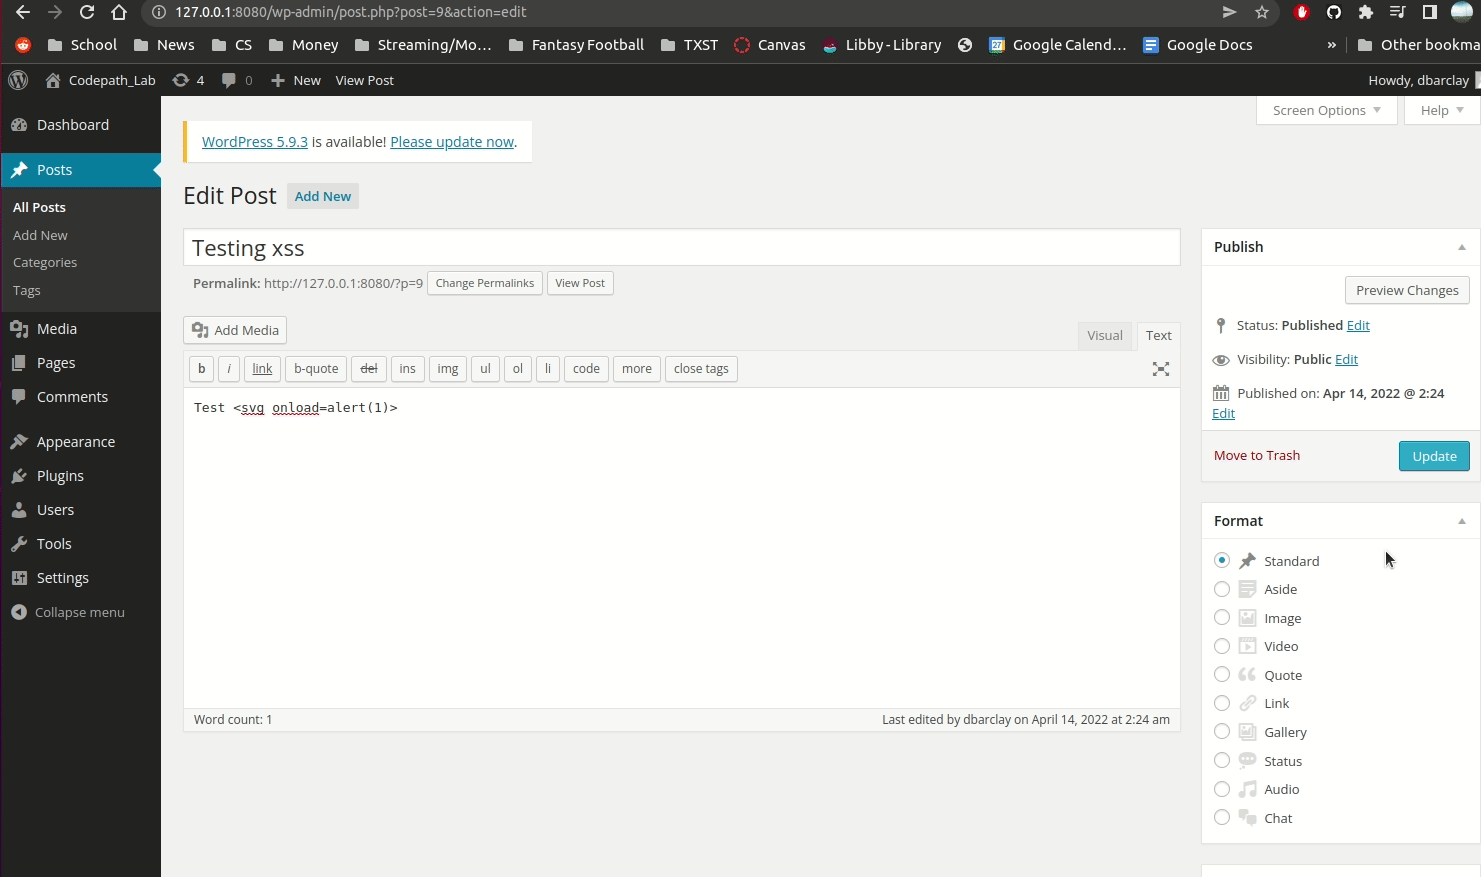 127.0.0.1:8080/wp-admin/post.php?post=9&action=edit
School News CS Money Streaming/Mo... Fantasy Football TXST Canvas Libby - Library 27 Google Calend... Google Docs » Other bookma
Codepath_Lab 4 0 New View Post Howdy, dbarclay
Screen Options Help
Dashboard
Posts
All Posts
Add New
Categories
Tags
Media
Pages
Comments
Appearance
Plugins
Users
Tools
Settings
Collapse menu
WordPress 5.9.3 is available! Please update now.
Edit Post Add New
Testing xss
Permalink: http://127.0.0.1:8080/?p=9 Change Permalinks View Post
Add Media Visual Text
b i link b-quote del ins img ul ol li code more close tags
Test <svg onload=alert(1)>
Word count: 1 Last edited by dbarclay on April 14, 2022 at 2:24 am
Publish
Preview Changes
Status: Published Edit
Visibility: Public Edit
Published on: Apr 14, 2022 @ 2:24
Edit
Move to Trash Update
Format
Standard
Aside
Image
Video
Quote
Link
Gallery
Status
Audio
Chat